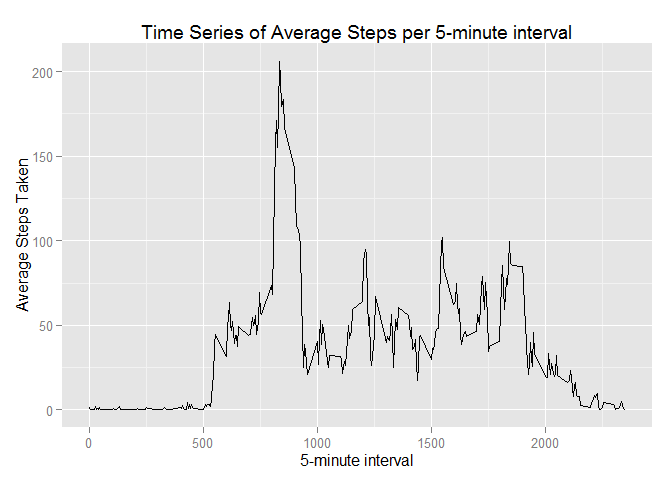 Time Series of Average Steps per 5-minute interval
Average Steps Taken
200
150
100
50
0
0 500 1000 1500 2000
5-minute interval